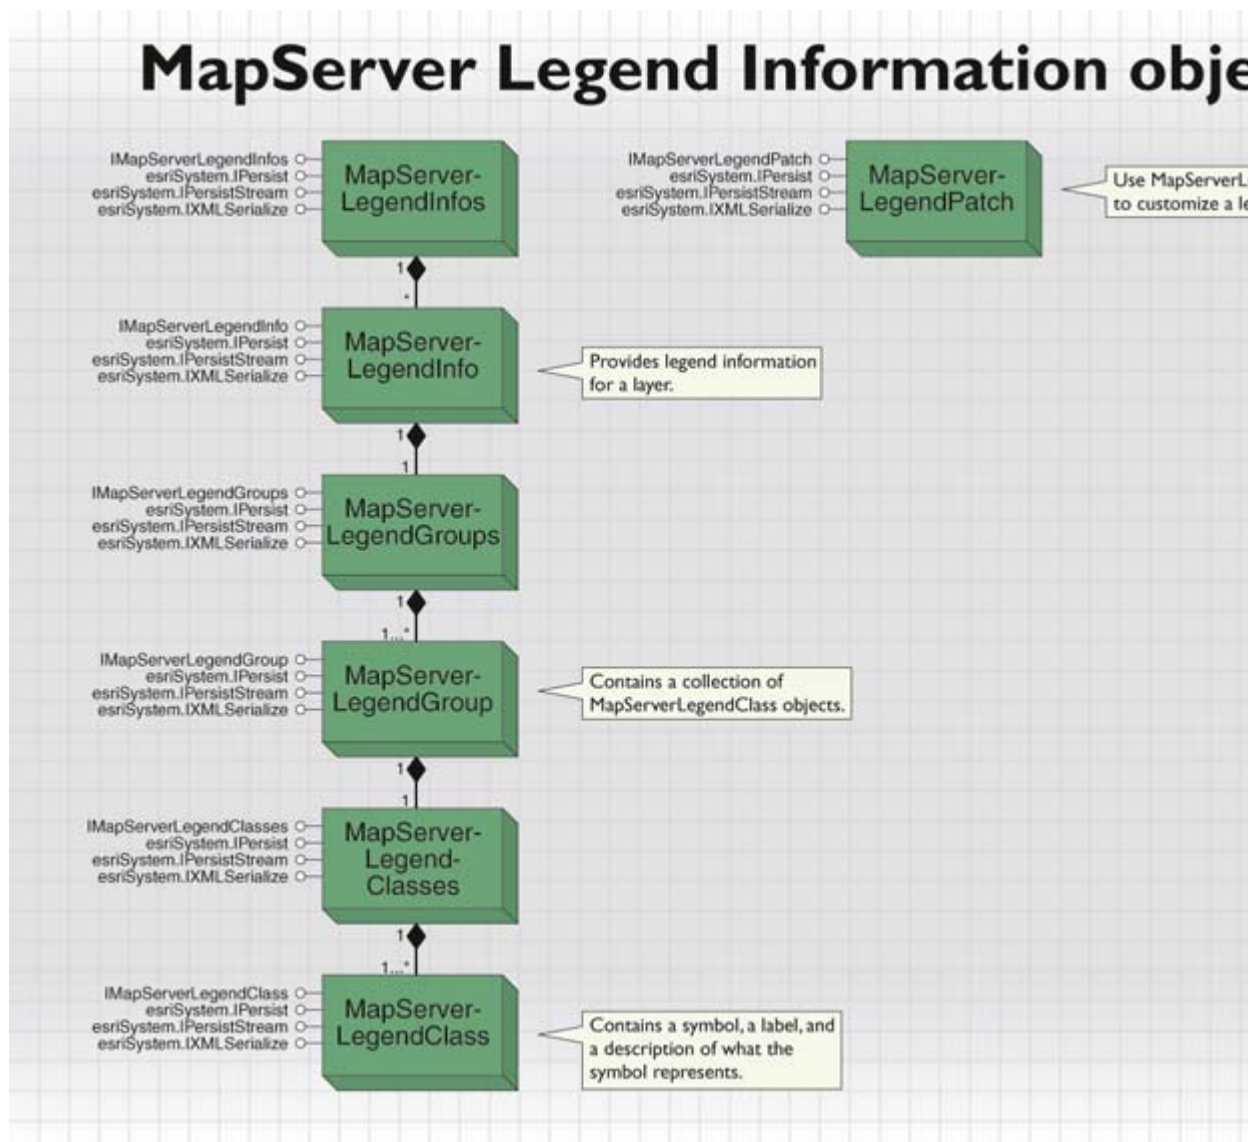 MapServer Legend Information obje
IMapServerLegendInfos
esriSystem.IPersist
esriSystem.IPersistStream
esriSystem.IXMLSerialize
MapServer-
LegendInfos
IMapServerLegendPatch
esriSystem.IPersist
esriSystem.IPersistStream
esriSystem.IXMLSerialize
MapServer-
LegendPatch
Use MapServerL
to customize a le
1
*
IMapServerLegendInfo
esriSystem.IPersist
esriSystem.IPersistStream
esriSystem.IXMLSerialize
MapServer-
LegendInfo
Provides legend information
for a layer.
1
1
IMapServerLegendGroups
esriSystem.IPersist
esriSystem.IPersistStream
esriSystem.IXMLSerialize
MapServer-
LegendGroups
1
1...*
IMapServerLegendGroup
esriSystem.IPersist
esriSystem.IPersistStream
esriSystem.IXMLSerialize
MapServer-
LegendGroup
Contains a collection of
MapServerLegendClass objects.
1
1
IMapServerLegendClasses
esriSystem.IPersist
esriSystem.IPersistStream
esriSystem.IXMLSerialize
MapServer-
Legend-
Classes
1
1...*
IMapServerLegendClass
esriSystem.IPersist
esriSystem.IPersistStream
esriSystem.IXMLSerialize
MapServer-
LegendClass
Contains a symbol, a label, and
a description of what the
symbol represents.